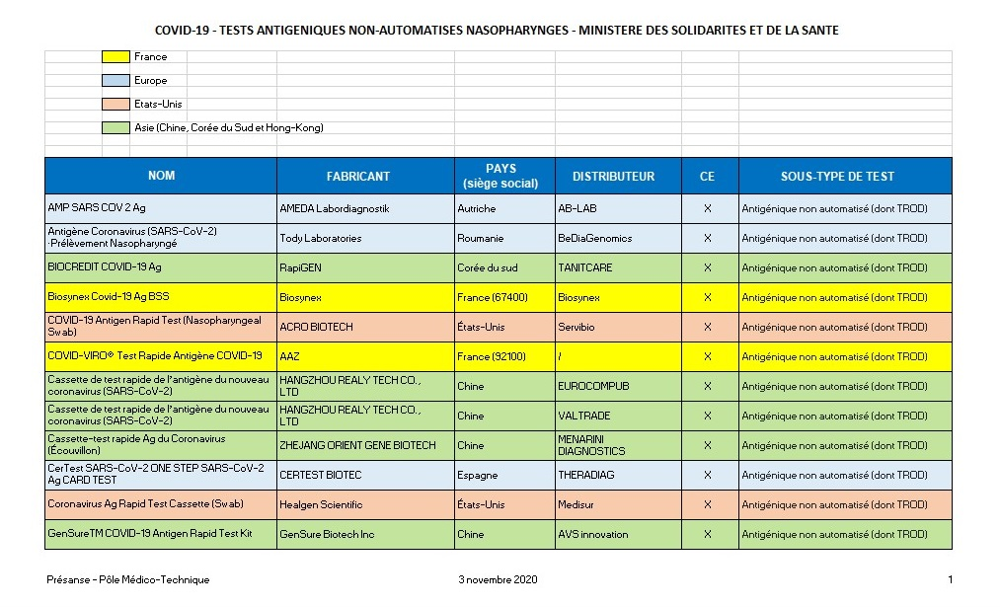 COVID-19 - TESTS ANTIGENIQUES NON-AUTOMATISES NASOPHARYNGES - MINISTERE DES SOLIDARITES ET DE LA SANTE
France
Europe
Etats-Unis
Asie (Chine, Corée du Sud et Hong-Kong)
NOM FABRICANT PAYS (siège social) DISTRIBUTEUR CE SOUS-TYPE DE TEST
AMP SARS COV 2 Ag AMEDA Labordiagnostik Autriche AB-LAB X Antigénique non automatisé (dont TROD)
Antigène Coronavirus (SARS-CoV-2)
·Prélèvement Nasopharyngé Tody Laboratories Roumanie BeDiaGenomics X Antigénique non automatisé (dont TROD)
BIOCREDIT COVID-19 Ag RapiGEN Corée du sud TANITCARE X Antigénique non automatisé (dont TROD)
Biosynex Covid-19 Ag BSS Biosynex France (67400) Biosynex X Antigénique non automatisé (dont TROD)
COVID-19 Antigen Rapid Test (Nasopharyngeal
Swab) ACRO BIOTECH États-Unis Servibio X Antigénique non automatisé (dont TROD)
COVID-VIRO® Test Rapide Antigène COVID-19 AAZ France (92100) / X Antigénique non automatisé (dont TROD)
Cassette de test rapide de l'antigène du nouveau
coronavirus (SARS-CoV-2) HANGZHOU REALY TECH CO., LTD Chine EUROCOMPUB X Antigénique non automatisé (dont TROD)
Cassette de test rapide de l'antigène du nouveau
coronavirus (SARS-CoV-2) HANGZHOU REALY TECH CO., LTD Chine VALTRADE X Antigénique non automatisé (dont TROD)
Cassette-test rapide Ag du Coronavirus
(Écouvillon) ZHEJANG ORIENT GENE BIOTECH Chine MENARINI DIAGNOSTICS X Antigénique non automatisé (dont TROD)
CerTest SARS-CoV-2 ONE STEP SARS-CoV-2
Ag CARD TEST CERTEST BIOTEC Espagne THERADIAG X Antigénique non automatisé (dont TROD)
Coronavirus Ag Rapid Test Cassette (Swab) Healgen Scientific États-Unis Medisur X Antigénique non automatisé (dont TROD)
GenSureTM COVID-19 Antigen Rapid Test Kit GenSure Biotech Inc Chine AVS innovation X Antigénique non automatisé (dont TROD)
Présanse - Pôle Médico-Technique 3 novembre 2020 1